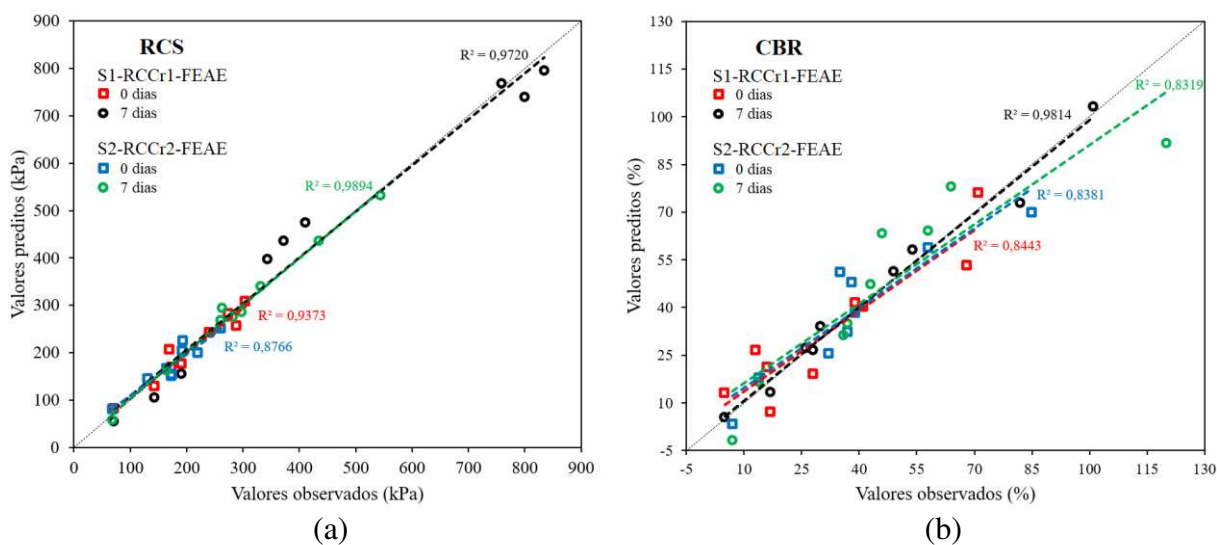 RCS
S1-RCCr1-FEAE
0 dias
7 dias
S2-RCCr2-FEAE
0 dias
7 dias
R² = 0,9720
R² = 0,9894
R² = 0,9373
R² = 0,8766
Valores preditos (kPa)
900
800
700
600
500
400
300
200
100
0
0 100 200 300 400 500 600 700 800 900
Valores observados (kPa)
(a)
CBR
S1-RCCr1-FEAE
0 dias
7 dias
S2-RCCr2-FEAE
0 dias
7 dias
R² = 0,8319
R² = 0,9814
R² = 0,8381
R² = 0,8443
Valores preditos (%)
130
115
100
85
70
55
40
25
10
-5
-5 10 25 40 55 70 85 100 115 130
Valores observados (%)
(b)